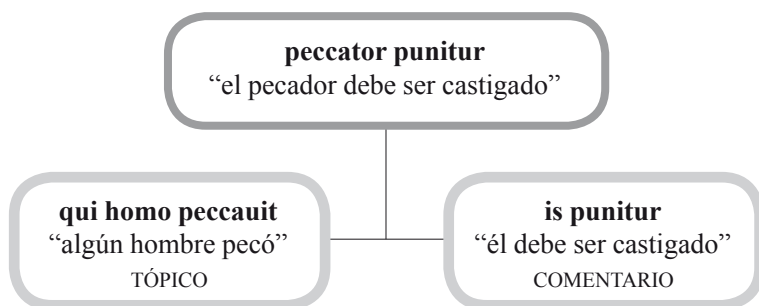 peccator punitur
“el pecador debe ser castigado”
qui homo peccauit
“algún hombre pecó”
TÓPICO
is punitur
“él debe ser castigado”
COMENTARIO